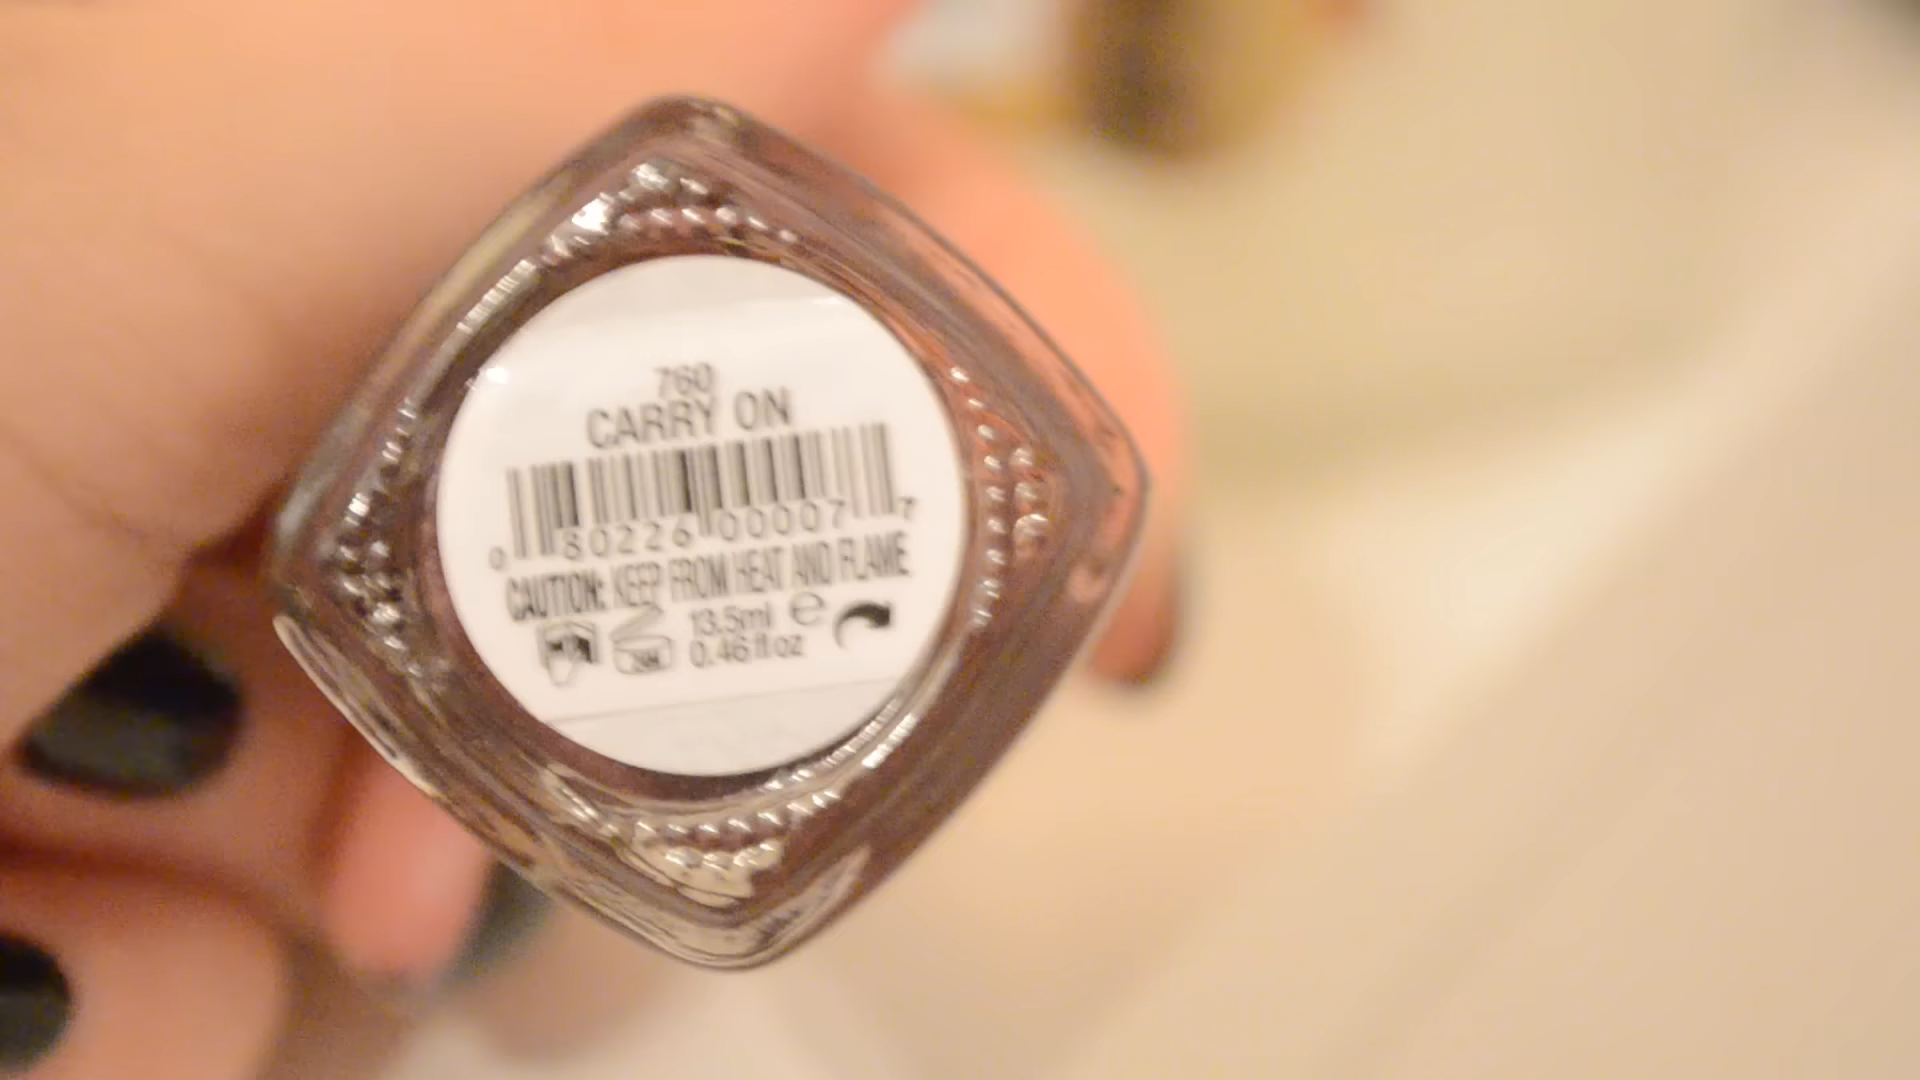 760
CARRY ON
0 80226 00007 7
CAUTION: KEEP FROM HEAT AND FLAME
13.5ml e
0.46 fl oz